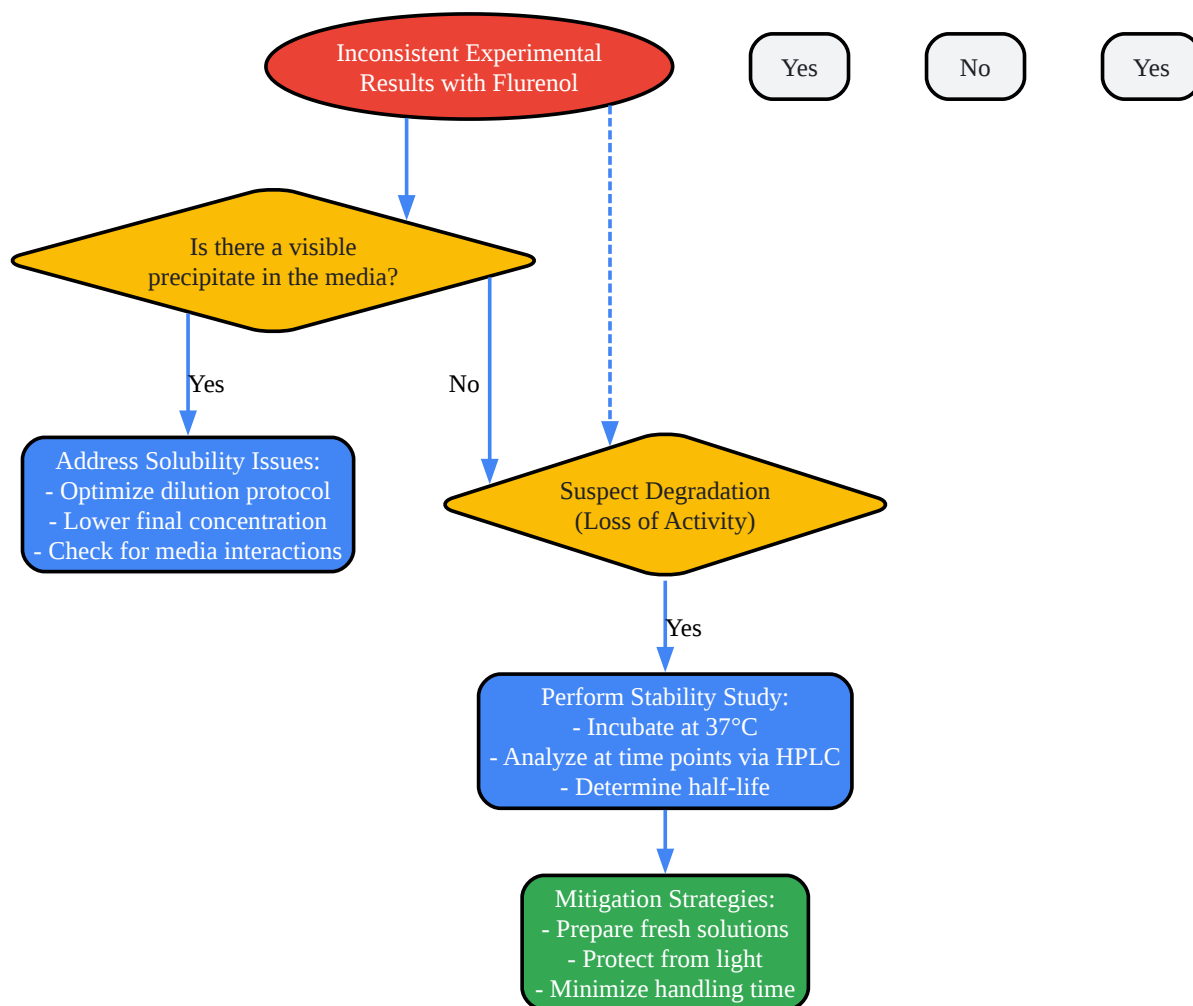 Inconsistent Experimental
Results with Flurenol
Yes
No
Yes
Is there a visible
precipitate in the media?
Yes
No
Address Solubility Issues:
- Optimize dilution protocol
- Lower final concentration
- Check for media interactions
Suspect Degradation
(Loss of Activity)
Yes
Perform Stability Study:
- Incubate at 37°C
- Analyze at time points via HPLC
- Determine half-life
Mitigation Strategies:
- Prepare fresh solutions
- Protect from light
- Minimize handling time